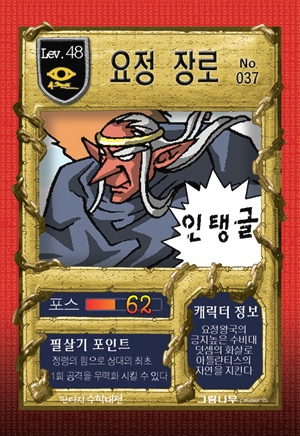 Lev. 48
요정 장로
No
037
인탱글
포스 62
필살기 포인트
정령의 힘으로 상대의 최초
1회 공격을 무력화 시킬 수 있다
캐릭터 정보
요정왕국의
긍지높은 수비대
덧셈의 화살로
아틀란티스의
자연을 지킨다
판타지 수학대전
그림나무 presents